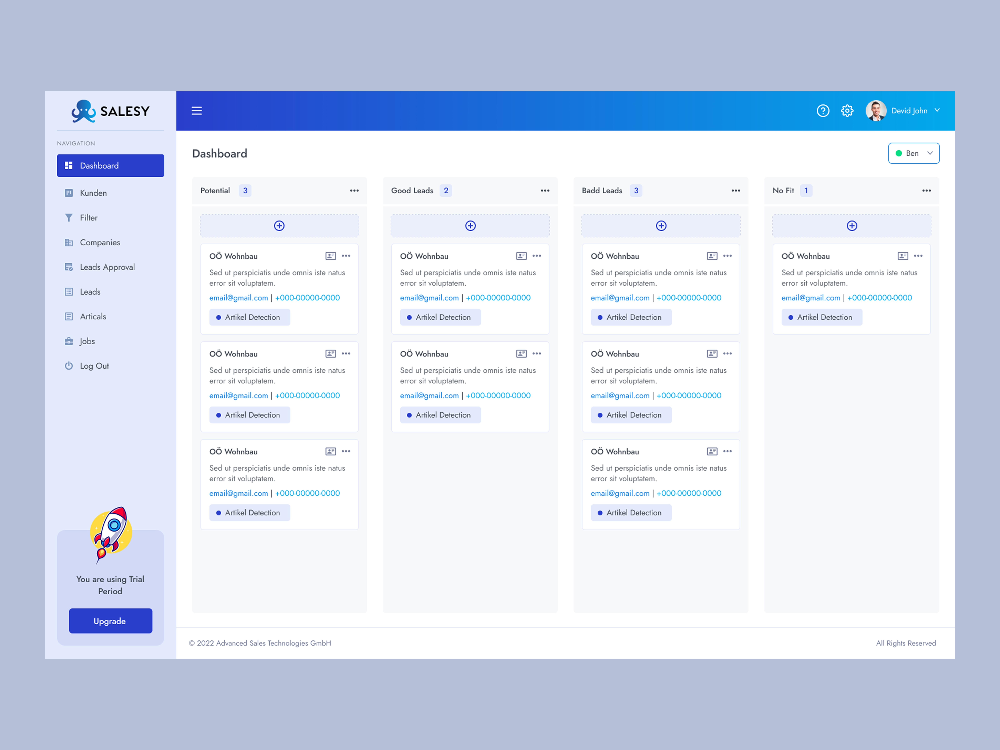 SALESY
NAVIGATION
Dashboard
Kunden
Filter
Companies
Leads Approval
Leads
Articals
Jobs
Log Out
You are using Trial
Period
Upgrade
Devid John
Dashboard
Ben
Potential 3
OÖ Wohnbau
Sed ut perspiciatis unde omnis iste natus
error sit voluptatem.
email@gmail.com | +000-00000-0000
Artikel Detection
OÖ Wohnbau
Sed ut perspiciatis unde omnis iste natus
error sit voluptatem.
email@gmail.com | +000-00000-0000
Artikel Detection
OÖ Wohnbau
Sed ut perspiciatis unde omnis iste natus
error sit voluptatem.
email@gmail.com | +000-00000-0000
Artikel Detection
Good Leads 2
OÖ Wohnbau
Sed ut perspiciatis unde omnis iste natus
error sit voluptatem.
email@gmail.com | +000-00000-0000
Artikel Detection
OÖ Wohnbau
Sed ut perspiciatis unde omnis iste natus
error sit voluptatem.
email@gmail.com | +000-00000-0000
Artikel Detection
Badd Leads 3
OÖ Wohnbau
Sed ut perspiciatis unde omnis iste natus
error sit voluptatem.
email@gmail.com | +000-00000-0000
Artikel Detection
OÖ Wohnbau
Sed ut perspiciatis unde omnis iste natus
error sit voluptatem.
email@gmail.com | +000-00000-0000
Artikel Detection
OÖ Wohnbau
Sed ut perspiciatis unde omnis iste natus
error sit voluptatem.
email@gmail.com | +000-00000-0000
Artikel Detection
No Fit 1
OÖ Wohnbau
Sed ut perspiciatis unde omnis iste natus
error sit voluptatem.
email@gmail.com | +000-00000-0000
Artikel Detection
© 2022 Advanced Sales Technologies GmbH
All Rights Reserved